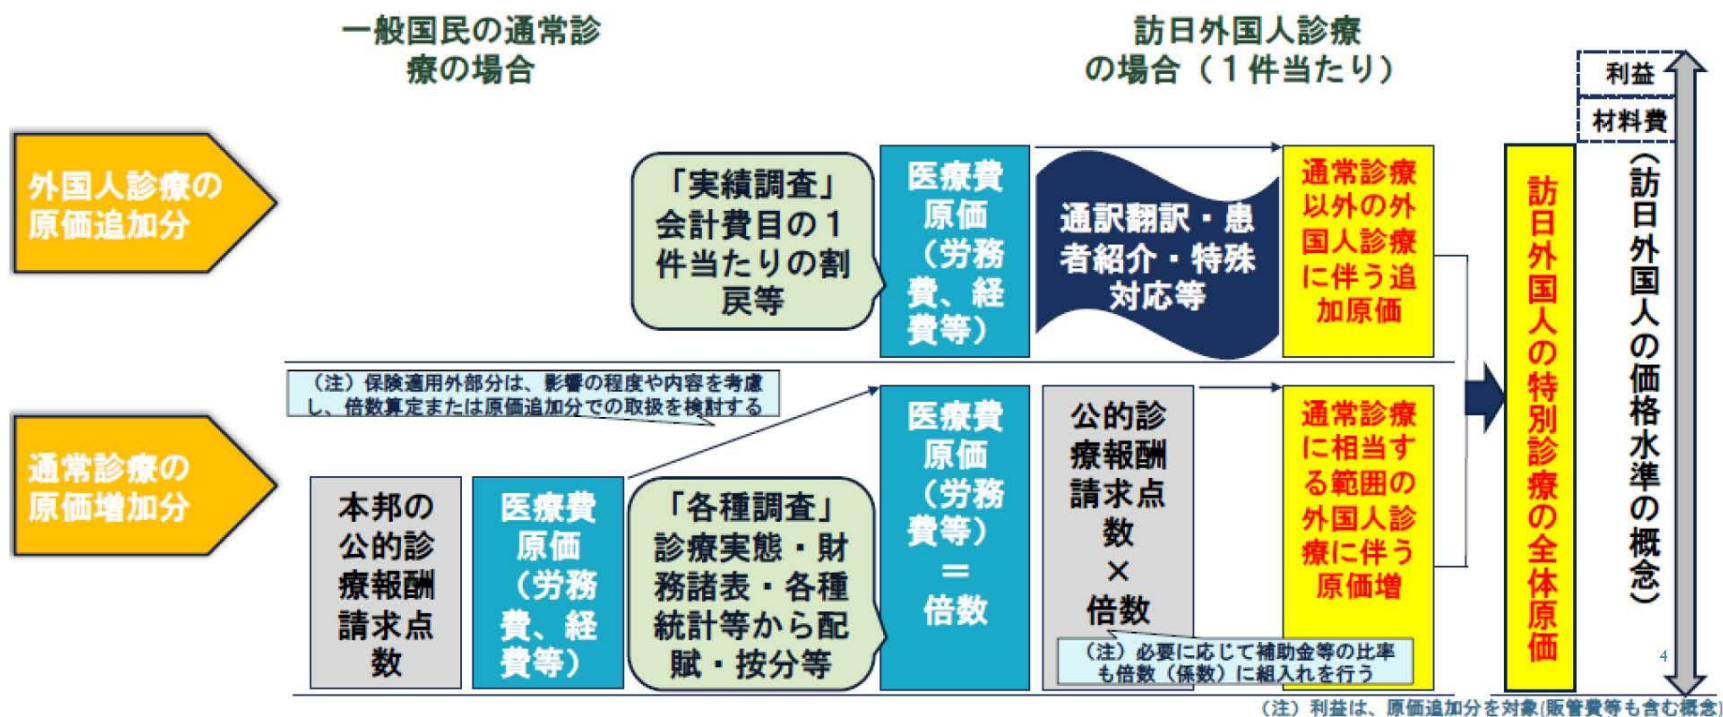 一般国民の通常診
療の場合
訪日外国人診療
の場合（１件当たり）
利益
材料費
（訪日外国人の価格水準の概念）
外国人診療の
原価追加分
「実績調査」
会計費目の１
件当たりの割
戻等
医療費
原価
（労務
費、経
費等）
通訳翻訳・患
者紹介・特殊
対応等
通常診療
以外の外
国人診療
に伴う追
加原価
訪日外国人の特別診療の全体原価
（注）保険適用外部分は、影響の程度や内容を考慮
し、倍数算定または原価追加分での取扱を検討する
通常診療の
原価増加分
本邦の
公的診
療報酬
請求点
数
医療費
原価
（労務
費、経
費等）
「各種調査」
診療実態・財
務諸表・各種
統計等から配
賦・按分等
医療費
原価
（労務
費等）
＝
倍数
公的診
療報酬
請求点
数
×
倍数
（注）必要に応じて補助金等の比率
も倍数（係数）に組入れを行う
通常診療
に相当す
る範囲の
外国人診
療に伴う
原価増
4
（注）利益は、原価追加分を対象(販管費等も含む概念)